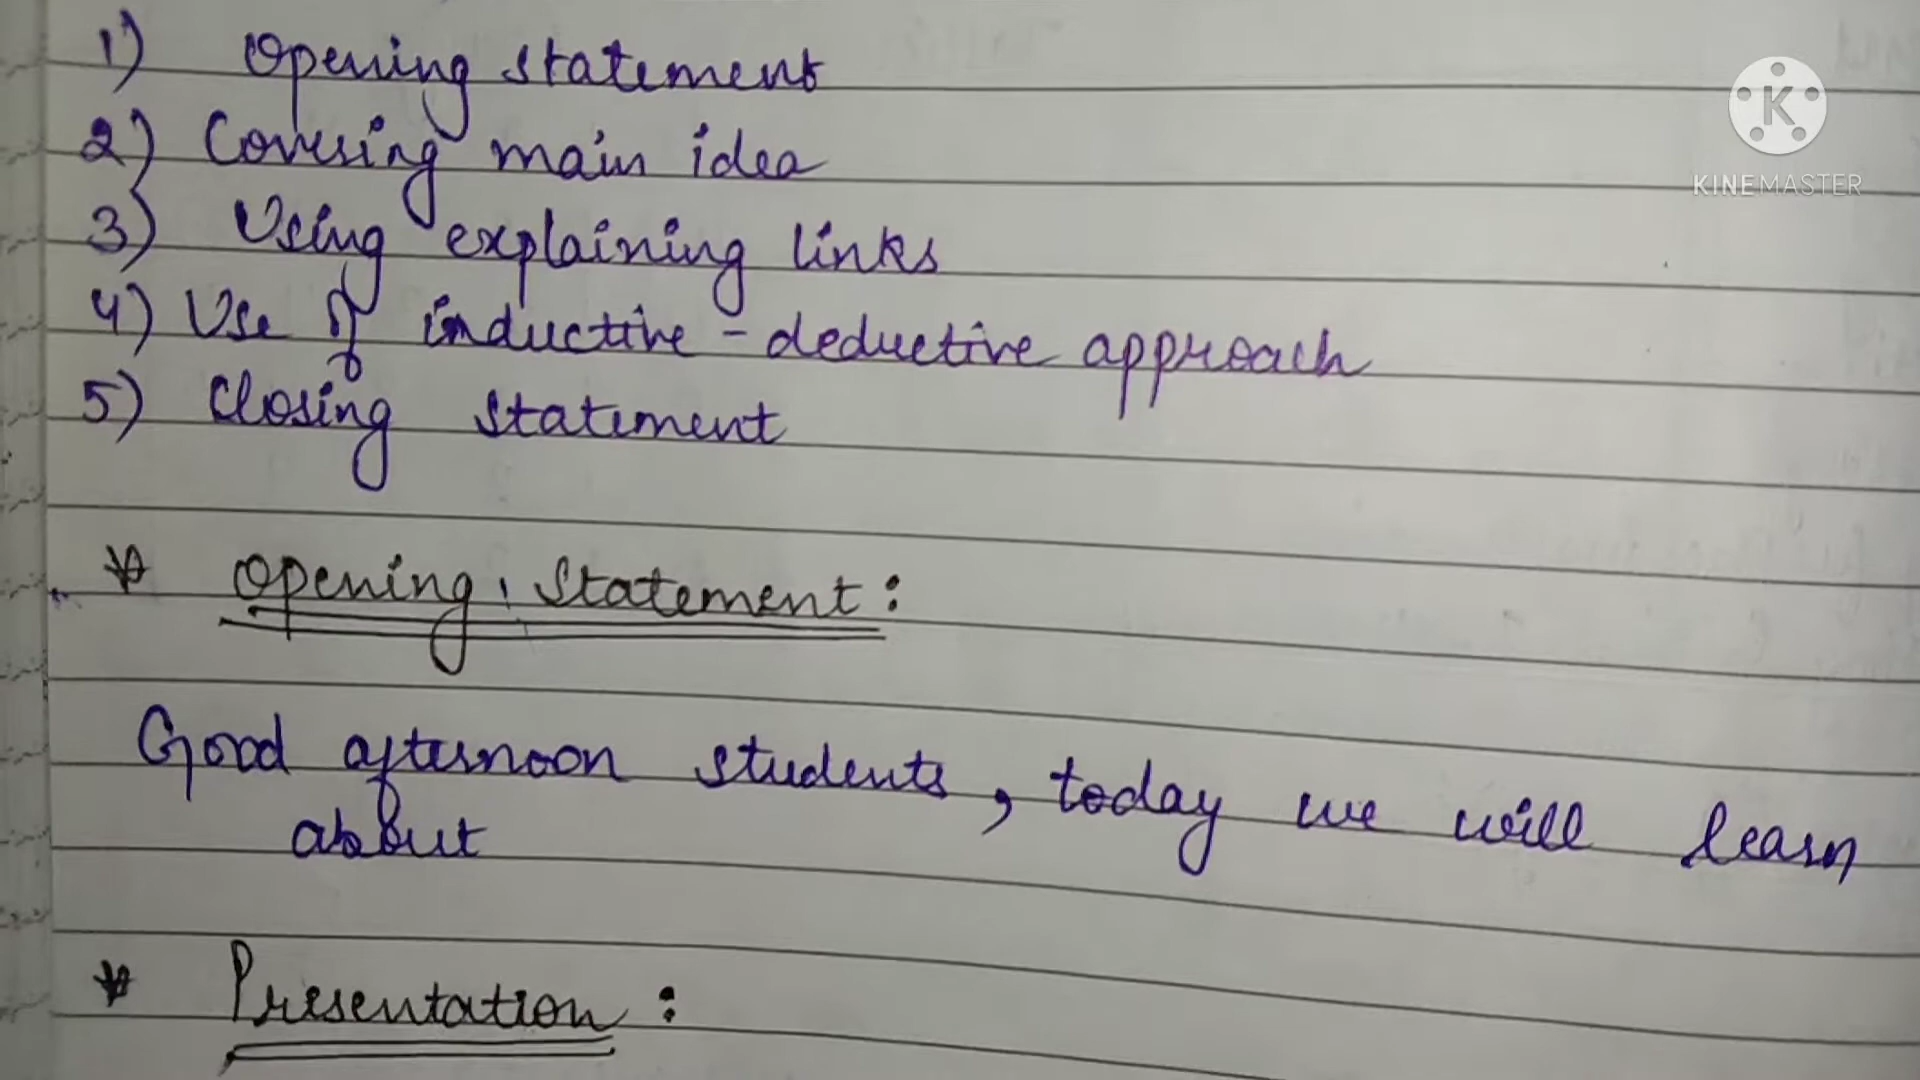 1) Opening statement
K
2) Covering main idea
KINEMASTER
3) Using explaining links
4) Use of inductive - deductive approach
5) Closing statement
* Opening Statement :
Good afternoon students, today we will learn
about
* Presentation :